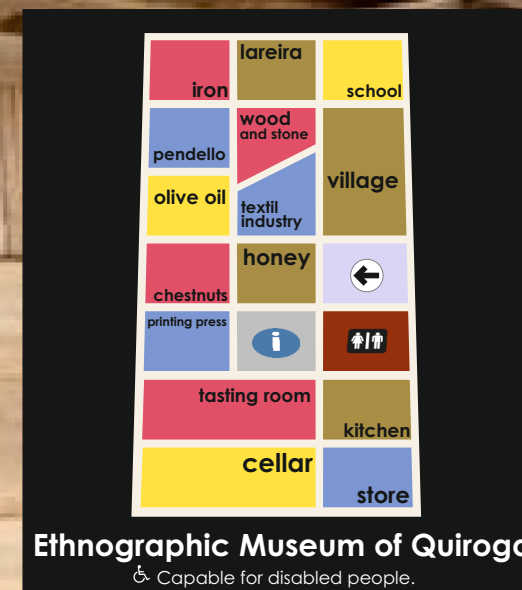 iron
lareira
school
pendello
wood
and stone
village
olive oil
textil
industry
chestnuts
honey
printing press
i
tasting room
kitchen
cellar
store
Ethnographic Museum of Quiroga
Capable for disabled people.